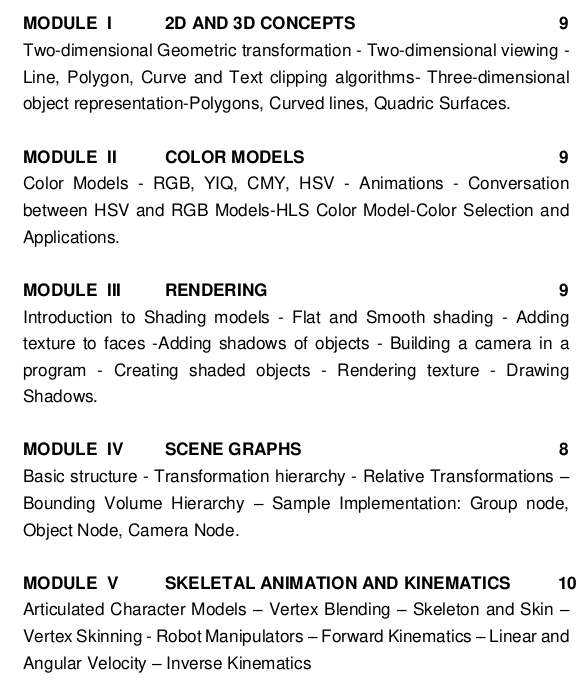 MODULE I 2D AND 3D CONCEPTS 9
Two-dimensional Geometric transformation - Two-dimensional viewing -
Line, Polygon, Curve and Text clipping algorithms- Three-dimensional
object representation-Polygons, Curved lines, Quadric Surfaces.
MODULE II COLOR MODELS 9
Color Models - RGB, YIQ, CMY, HSV - Animations - Conversation
between HSV and RGB Models-HLS Color Model-Color Selection and
Applications.
MODULE III RENDERING 9
Introduction to Shading models - Flat and Smooth shading - Adding
texture to faces -Adding shadows of objects - Building a camera in a
program - Creating shaded objects - Rendering texture - Drawing
Shadows.
MODULE IV SCENE GRAPHS 8
Basic structure - Transformation hierarchy - Relative Transformations –
Bounding Volume Hierarchy – Sample Implementation: Group node,
Object Node, Camera Node.
MODULE V SKELETAL ANIMATION AND KINEMATICS 10
Articulated Character Models – Vertex Blending – Skeleton and Skin –
Vertex Skinning - Robot Manipulators – Forward Kinematics – Linear and
Angular Velocity – Inverse Kinematics